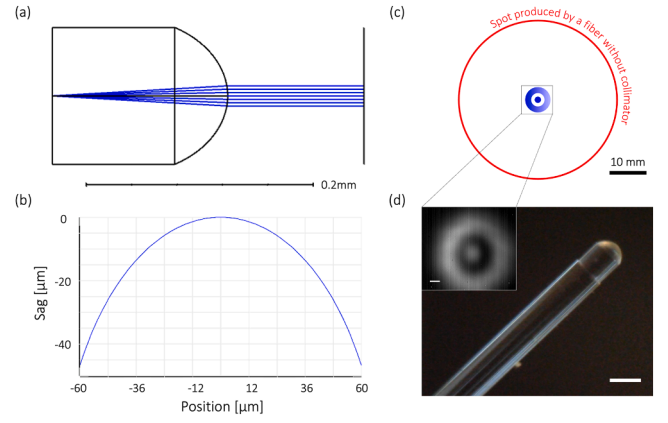 (a)
0.2mm
(b)
0
-20
-40
Sag [µm]
-60
-36
-12
12
36
60
Position [µm]
(c)
Spot produced by a fiber without collimator
10 mm
(d)